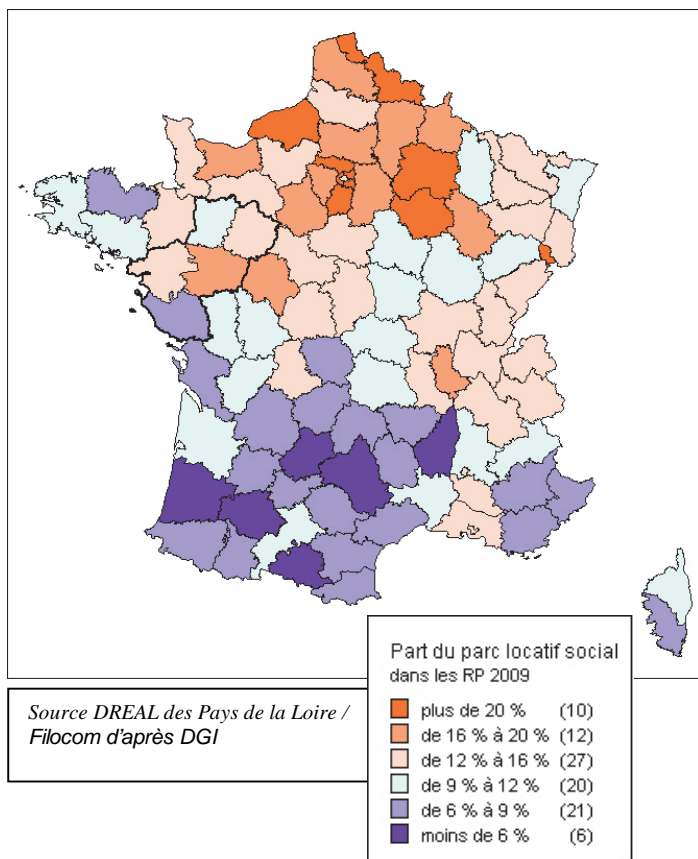 Part du parc locatif social
dans les RP 2009
plus de 20 % (10)
de 16 % à 20 % (12)
de 12 % à 16 % (27)
de 9 % à 12 % (20)
de 6 % à 9 % (21)
moins de 6 % (6)
Source DREAL des Pays de la Loire /
Filocom d'après DGI